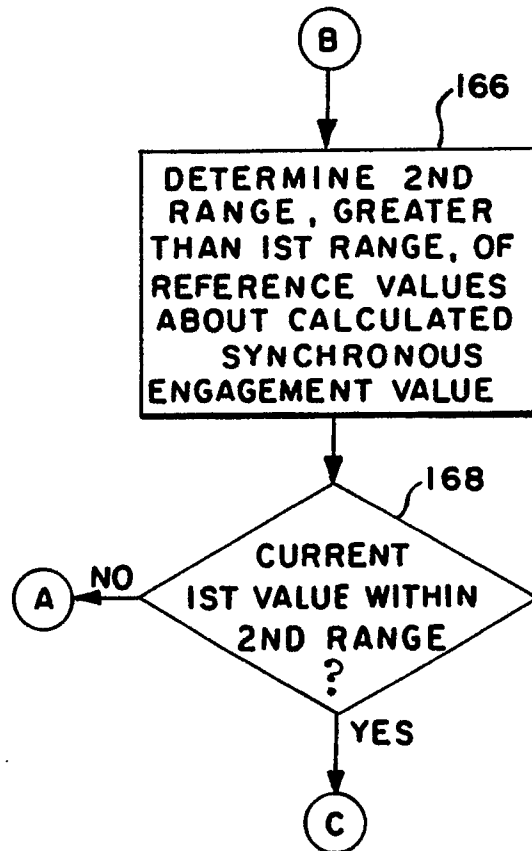 B
166
DETERMINE 2ND
RANGE, GREATER
THAN 1ST RANGE, OF
REFERENCE VALUES
ABOUT CALCULATED
SYNCHRONOUS
ENGAGEMENT VALUE
168
CURRENT
1ST VALUE WITHIN
2ND RANGE
?
NO
A
YES
C